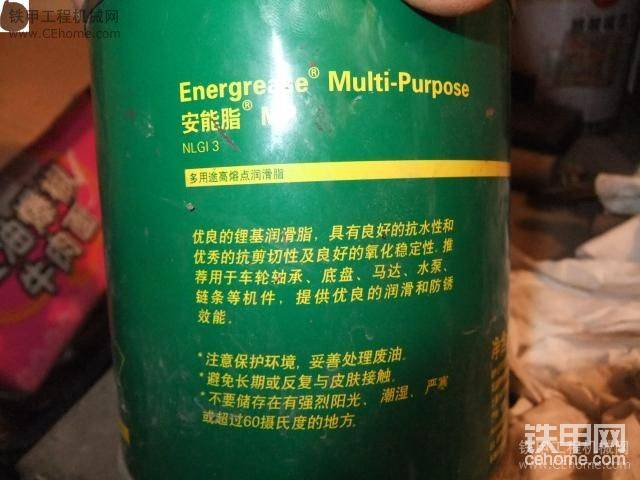 铁甲工程机械网
www.CEhome.com
Energrease® Multi-Purpose
安能脂® M
NLGI 3
多用途高熔点润滑脂
优良的锂基润滑脂，具有良好的抗水性和
优秀的抗剪切性及良好的氧化稳定性. 推
荐用于车轮轴承、底盘、马达、水泵、
链条等机件，提供优良的润滑和防锈
效能.
*注意保护环境，妥善处理废油.
*避免长期或反复与皮肤接触.
*不要储存在有强烈阳光、潮湿、严寒
或超过60摄氏度的地方.
铁甲网
铁甲工程机械网
cehome.com